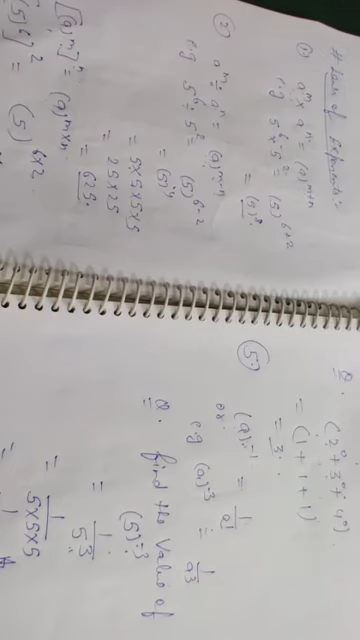 # Laws of Exponents:-
① a^m × a^n = (a)^m+n
e.g 5^6 × 5^2 = (5)^6+2
= (5)^8.
② a^m ÷ a^n = (a)^m-n
e.g 5^6 ÷ 5^2 = (5)^6-2
= (5)^4
= 5×5×5×5
= 25×25
= 625.
[(a)^m]^n = (a)^m×n.
(5)^6]^2 = (5)^6×2.
Q. (2° + 3° + 4°).
= (1 + 1 + 1)
= 3.
⑤ (a)^-1 = 1/a^1
or
e.g (a)^-3 = 1/a^3
Q. find the Value of
(5)^-3
= 1/5^3
= 1/5×5×5